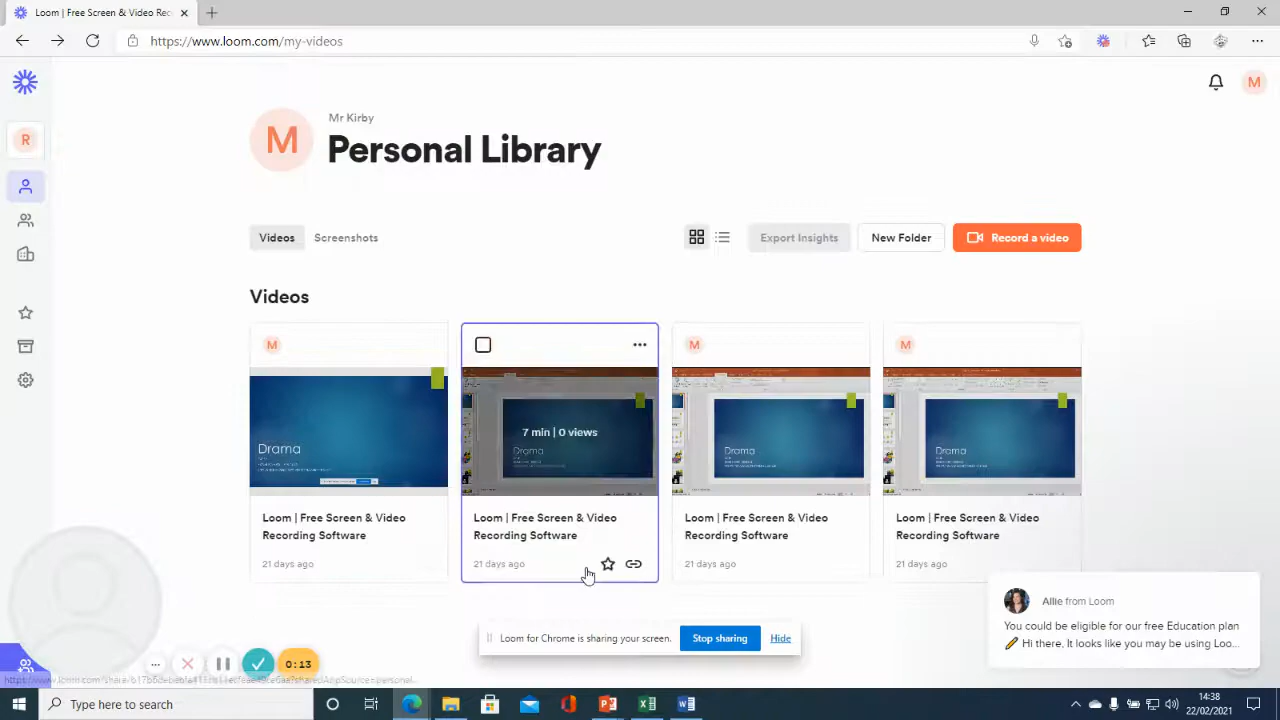 Loom | Free Screen & Video Rec
https://www.loom.com/my-videos
M
R
M
Mr Kirby
Personal Library
Videos
Screenshots
Export Insights
New Folder
Record a video
Videos
M
M
M
7 min | 0 views
Drama
Drama
Drama
Drama
Loom | Free Screen & Video
Recording Software
21 days ago
Loom | Free Screen & Video
Recording Software
21 days ago
Loom | Free Screen & Video
Recording Software
21 days ago
Loom | Free Screen & Video
Recording Software
21 days ago
Allie from Loom
You could be eligible for our free Education plan
Hi there. It looks like you may be using Loo...
Loom for Chrome is sharing your screen.
Stop sharing
Hide
0:13
Type here to search
14:38
22/02/2021